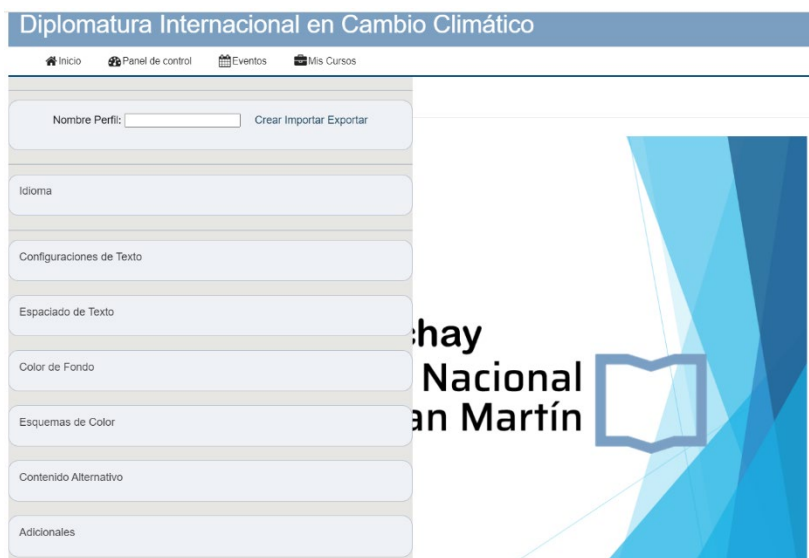 Diplomatura Internacional en Cambio Climático
Inicio Panel de control Eventos Mis Cursos
Nombre Perfil: Crear Importar Exportar
Idioma
Configuraciones de Texto
Espaciado de Texto
Color de Fondo
Esquemas de Color
Contenido Alternativo
Adicionales
hay
Nacional
an Martín